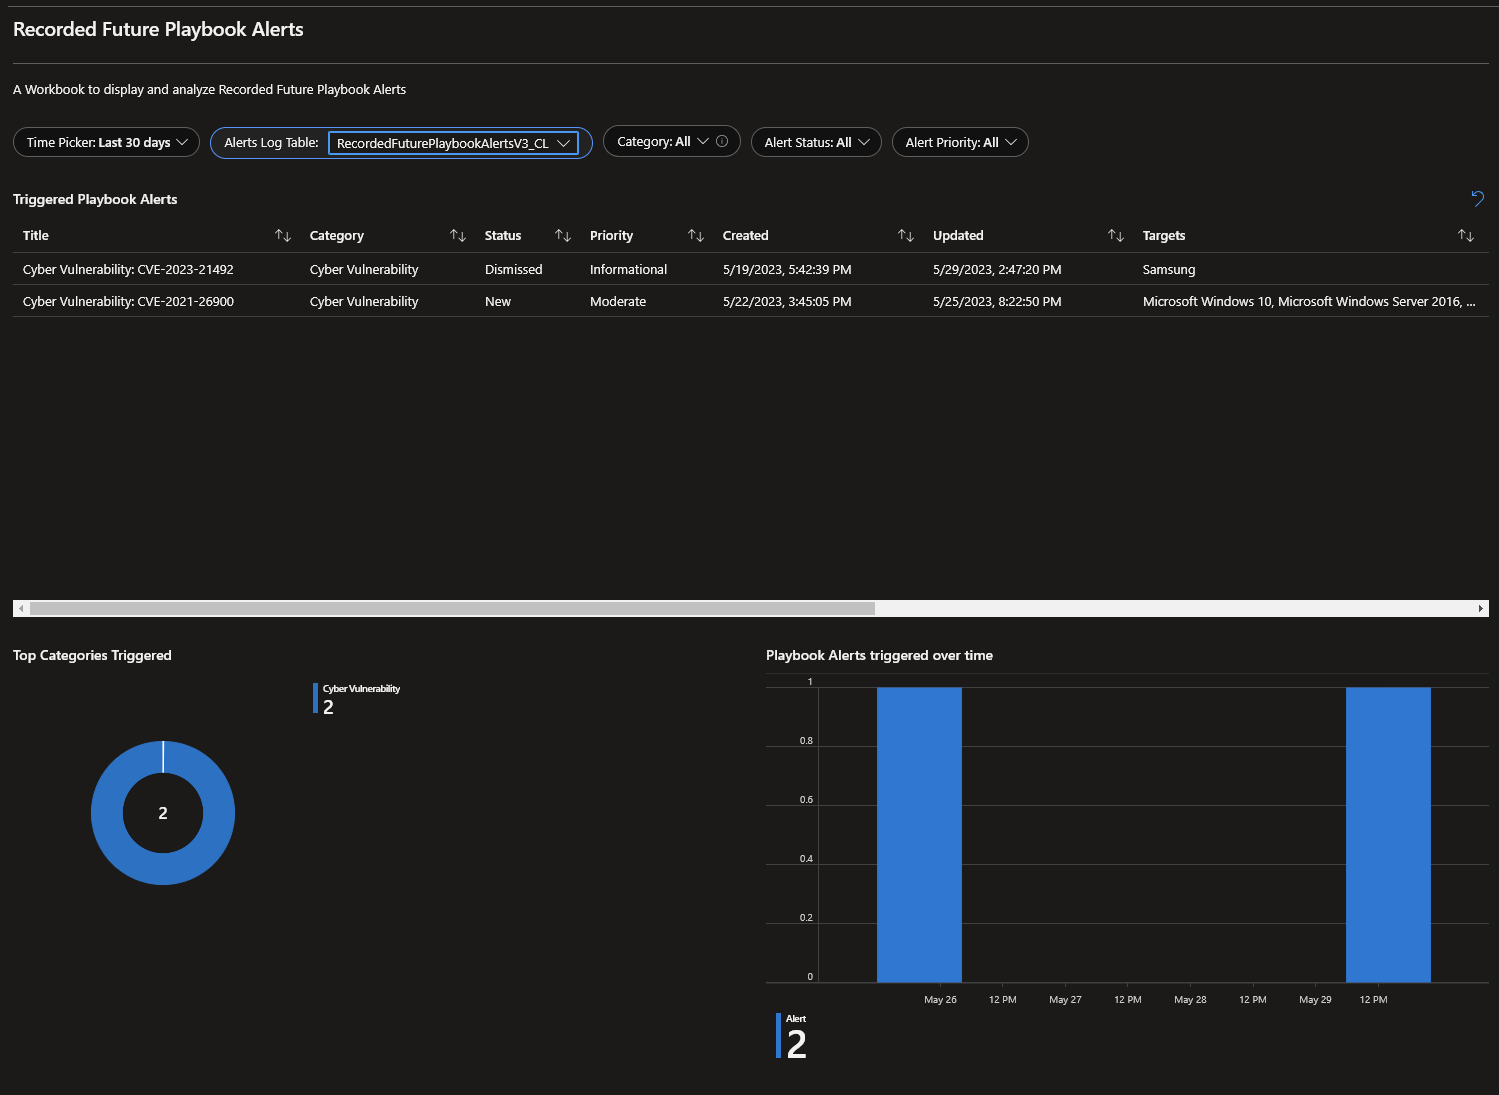 Recorded Future Playbook Alerts
A Workbook to display and analyze Recorded Future Playbook Alerts
Time Picker: Last 30 days Alerts Log Table: RecordedFuturePlaybookAlertsV3_CL Category: All Alert Status: All Alert Priority: All
Triggered Playbook Alerts
Title Category Status Priority Created Updated Targets
Cyber Vulnerability: CVE-2023-21492 Cyber Vulnerability Dismissed Informational 5/19/2023, 5:42:39 PM 5/29/2023, 2:47:20 PM Samsung
Cyber Vulnerability: CVE-2021-26900 Cyber Vulnerability New Moderate 5/22/2023, 3:45:05 PM 5/25/2023, 8:22:50 PM Microsoft Windows 10, Microsoft Windows Server 2016, ...
Top Categories Triggered
Cyber Vulnerability
2
2
Playbook Alerts triggered over time
1
0.8
0.6
0.4
0.2
0
May 26 12 PM May 27 12 PM May 28 12 PM May 29 12 PM
Alert
2